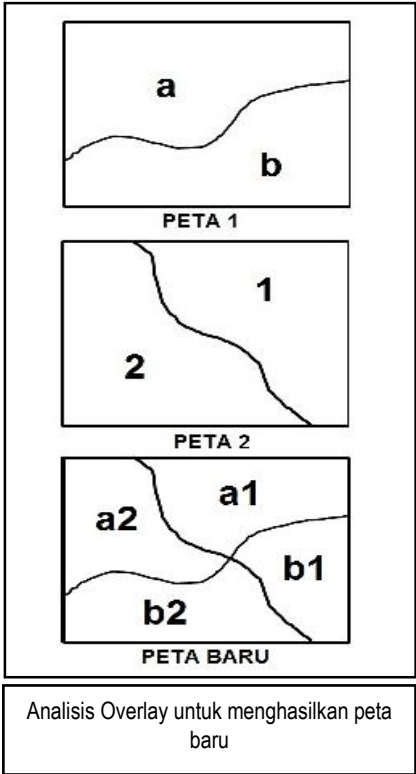 a
b
PETA 1
1
2
PETA 2
a1
a2
b1
b2
PETA BARU
Analisis Overlay untuk menghasilkan peta
baru